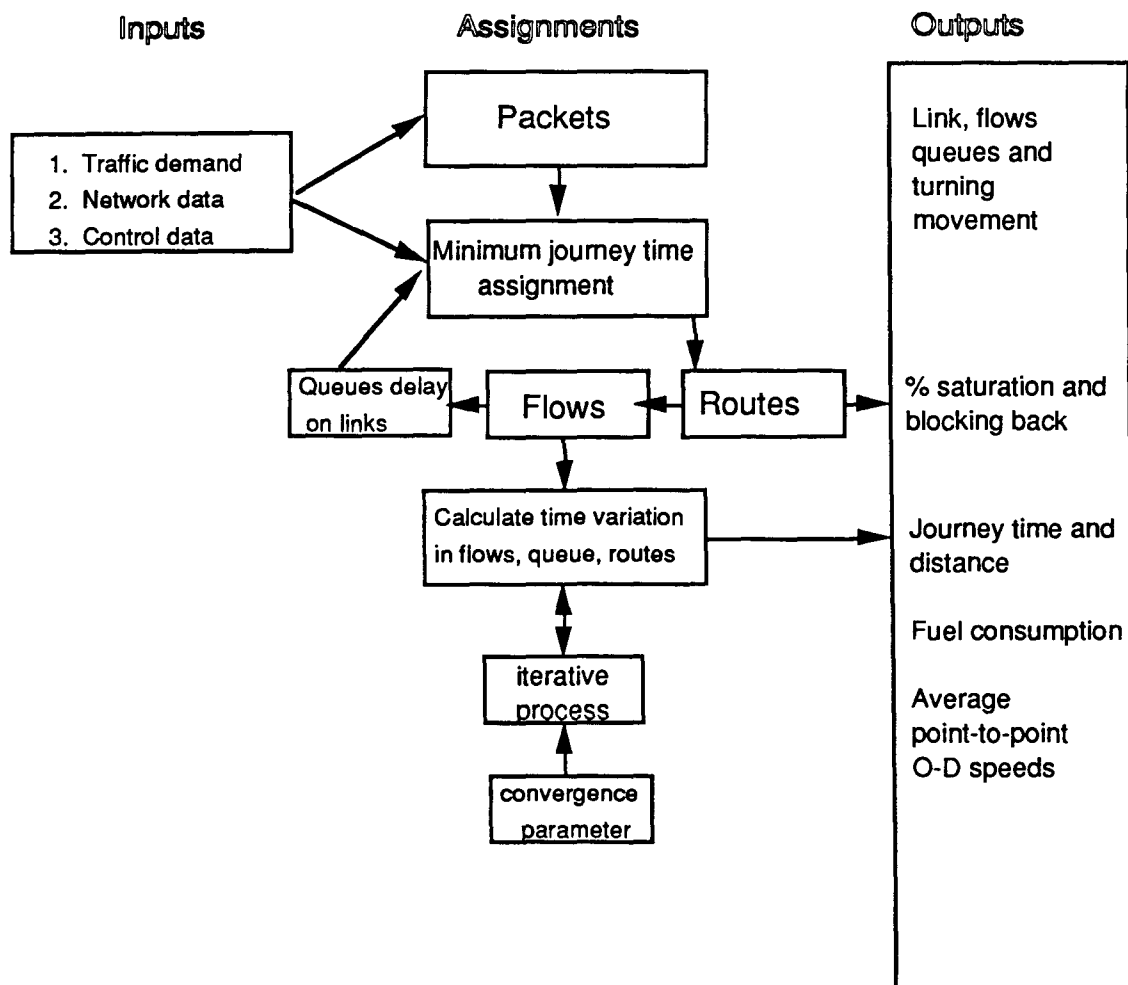 Inputs
Assignments
Outputs
1. Traffic demand
2. Network data
3. Control data
Packets
Minimum journey time
assignment
Queues delay
on links
Flows
Routes
Calculate time variation
in flows, queue, routes
iterative
process
convergence
parameter
Link, flows
queues and
turning
movement
% saturation and
blocking back
Journey time and
distance
Fuel consumption
Average
point-to-point
O-D speeds